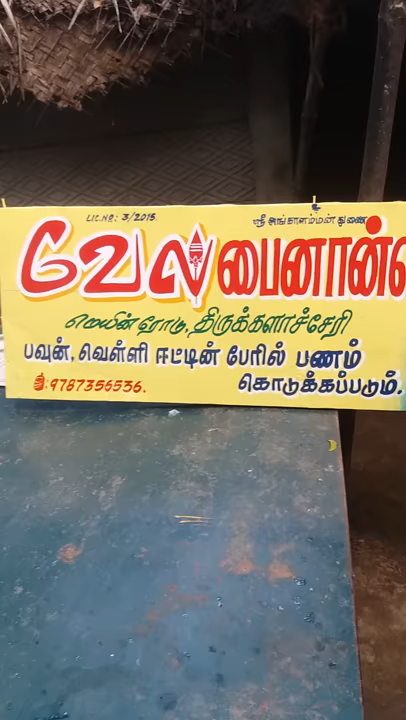 LIC.NO: 3/2015. ஸ்ரீ அங்காளம்மன் துணை
வேல் பைனான்
மெயின் ரோடு, திருக்களாச்சேரி
பவுன், வெள்ளி ஈட்டின் பேரில் பணம்
கொடுக்கப்படும்.
: 9787356536.